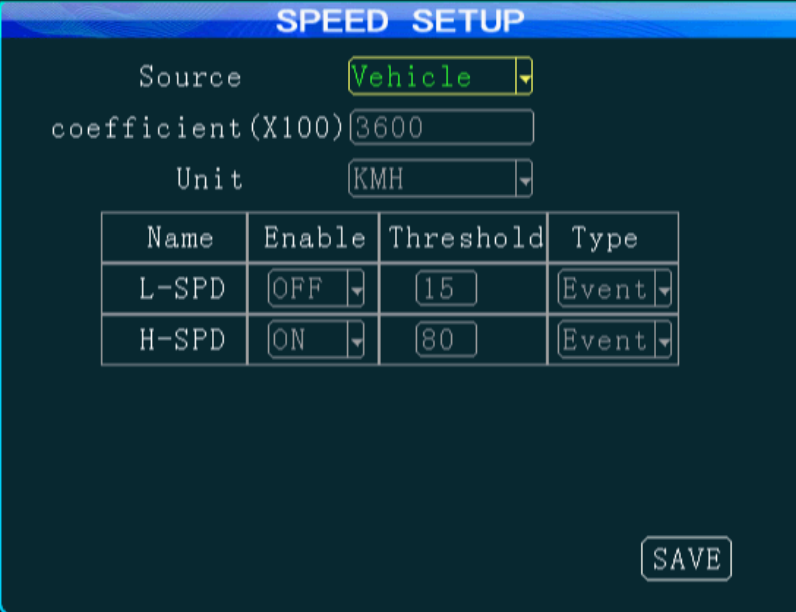 SPEED SETUP
Source Vehicle
coefficient(X100) 3600
Unit KMH
Name Enable Threshold Type
L-SPD OFF 15 Event
H-SPD ON 80 Event
SAVE